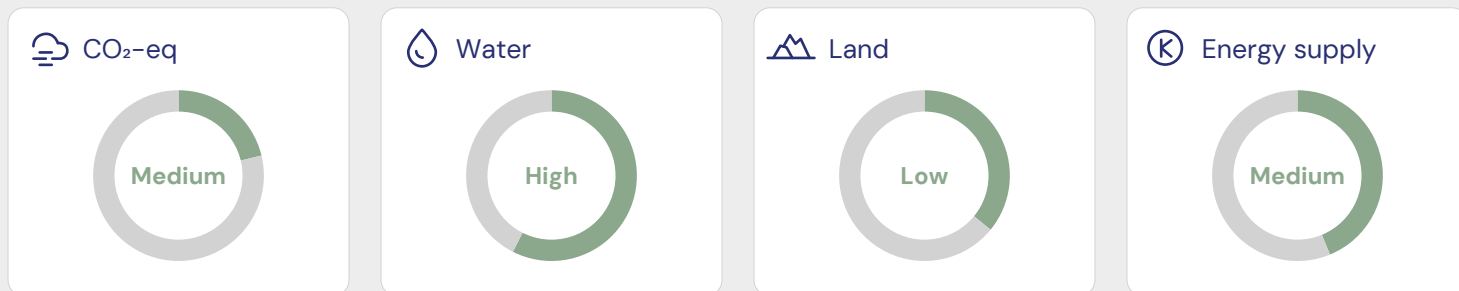 CO₂-eq
Medium
Water
High
Land
Low
Energy supply
Medium